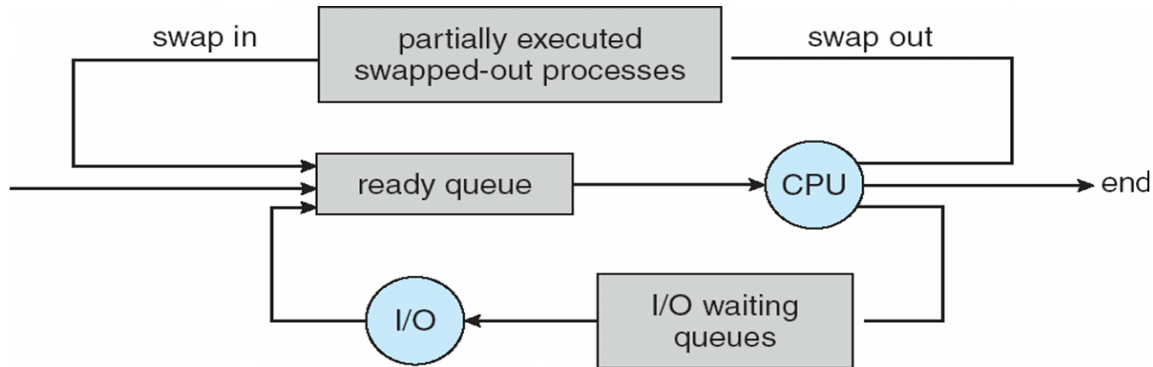 swap in
partially executed
swapped-out processes
swap out
ready queue
CPU
end
I/O
I/O waiting
queues